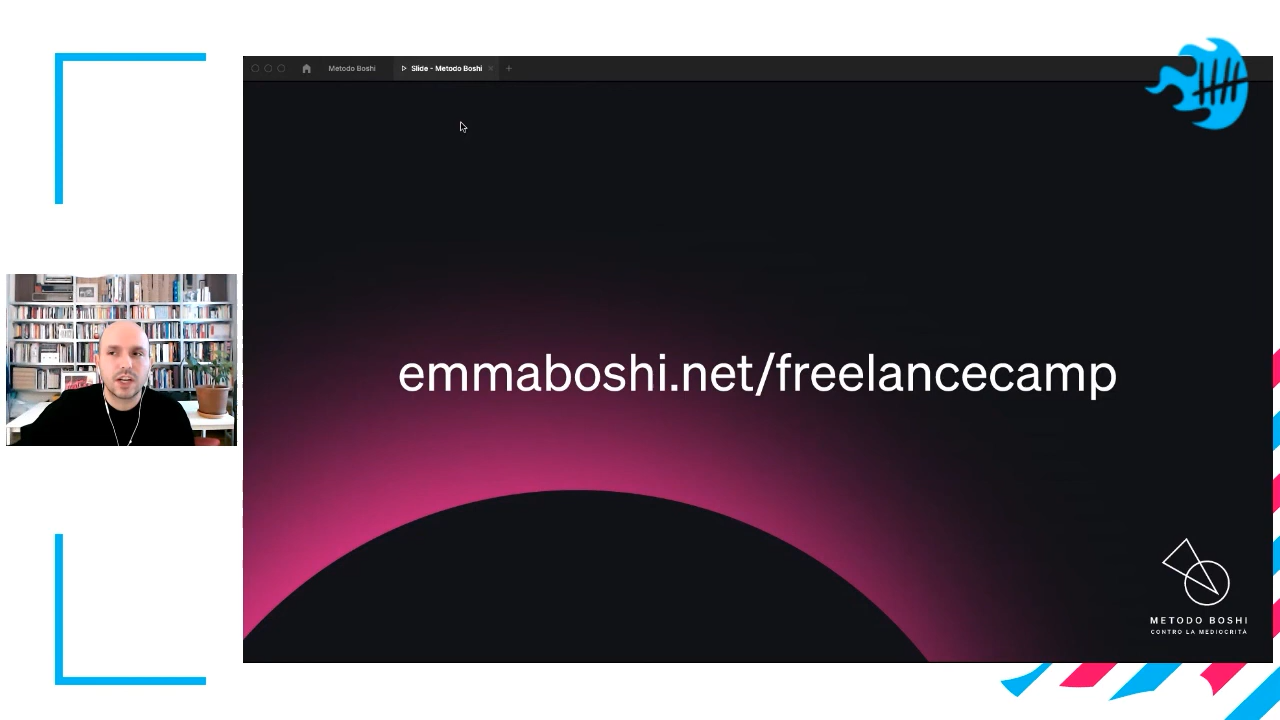 Metodo Boshi
Slide - Metodo Boshi
emmaboshi.net/freelancecamp
METODO BOSHI
CONTRO LA MEDIOCRITÀ